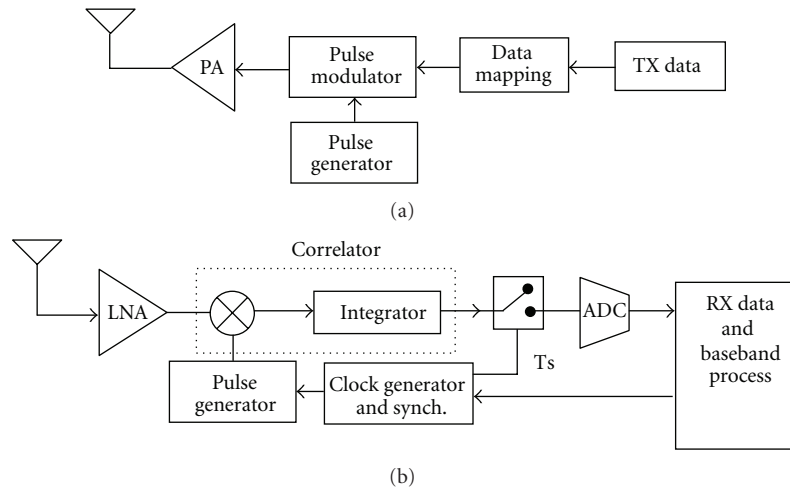 PA
Pulse
modulator
Data
mapping
TX data
Pulse
generator
(a)
Correlator
LNA
Integrator
ADC
RX data
and
baseband
process
Ts
Pulse
generator
Clock generator
and synch.
(b)